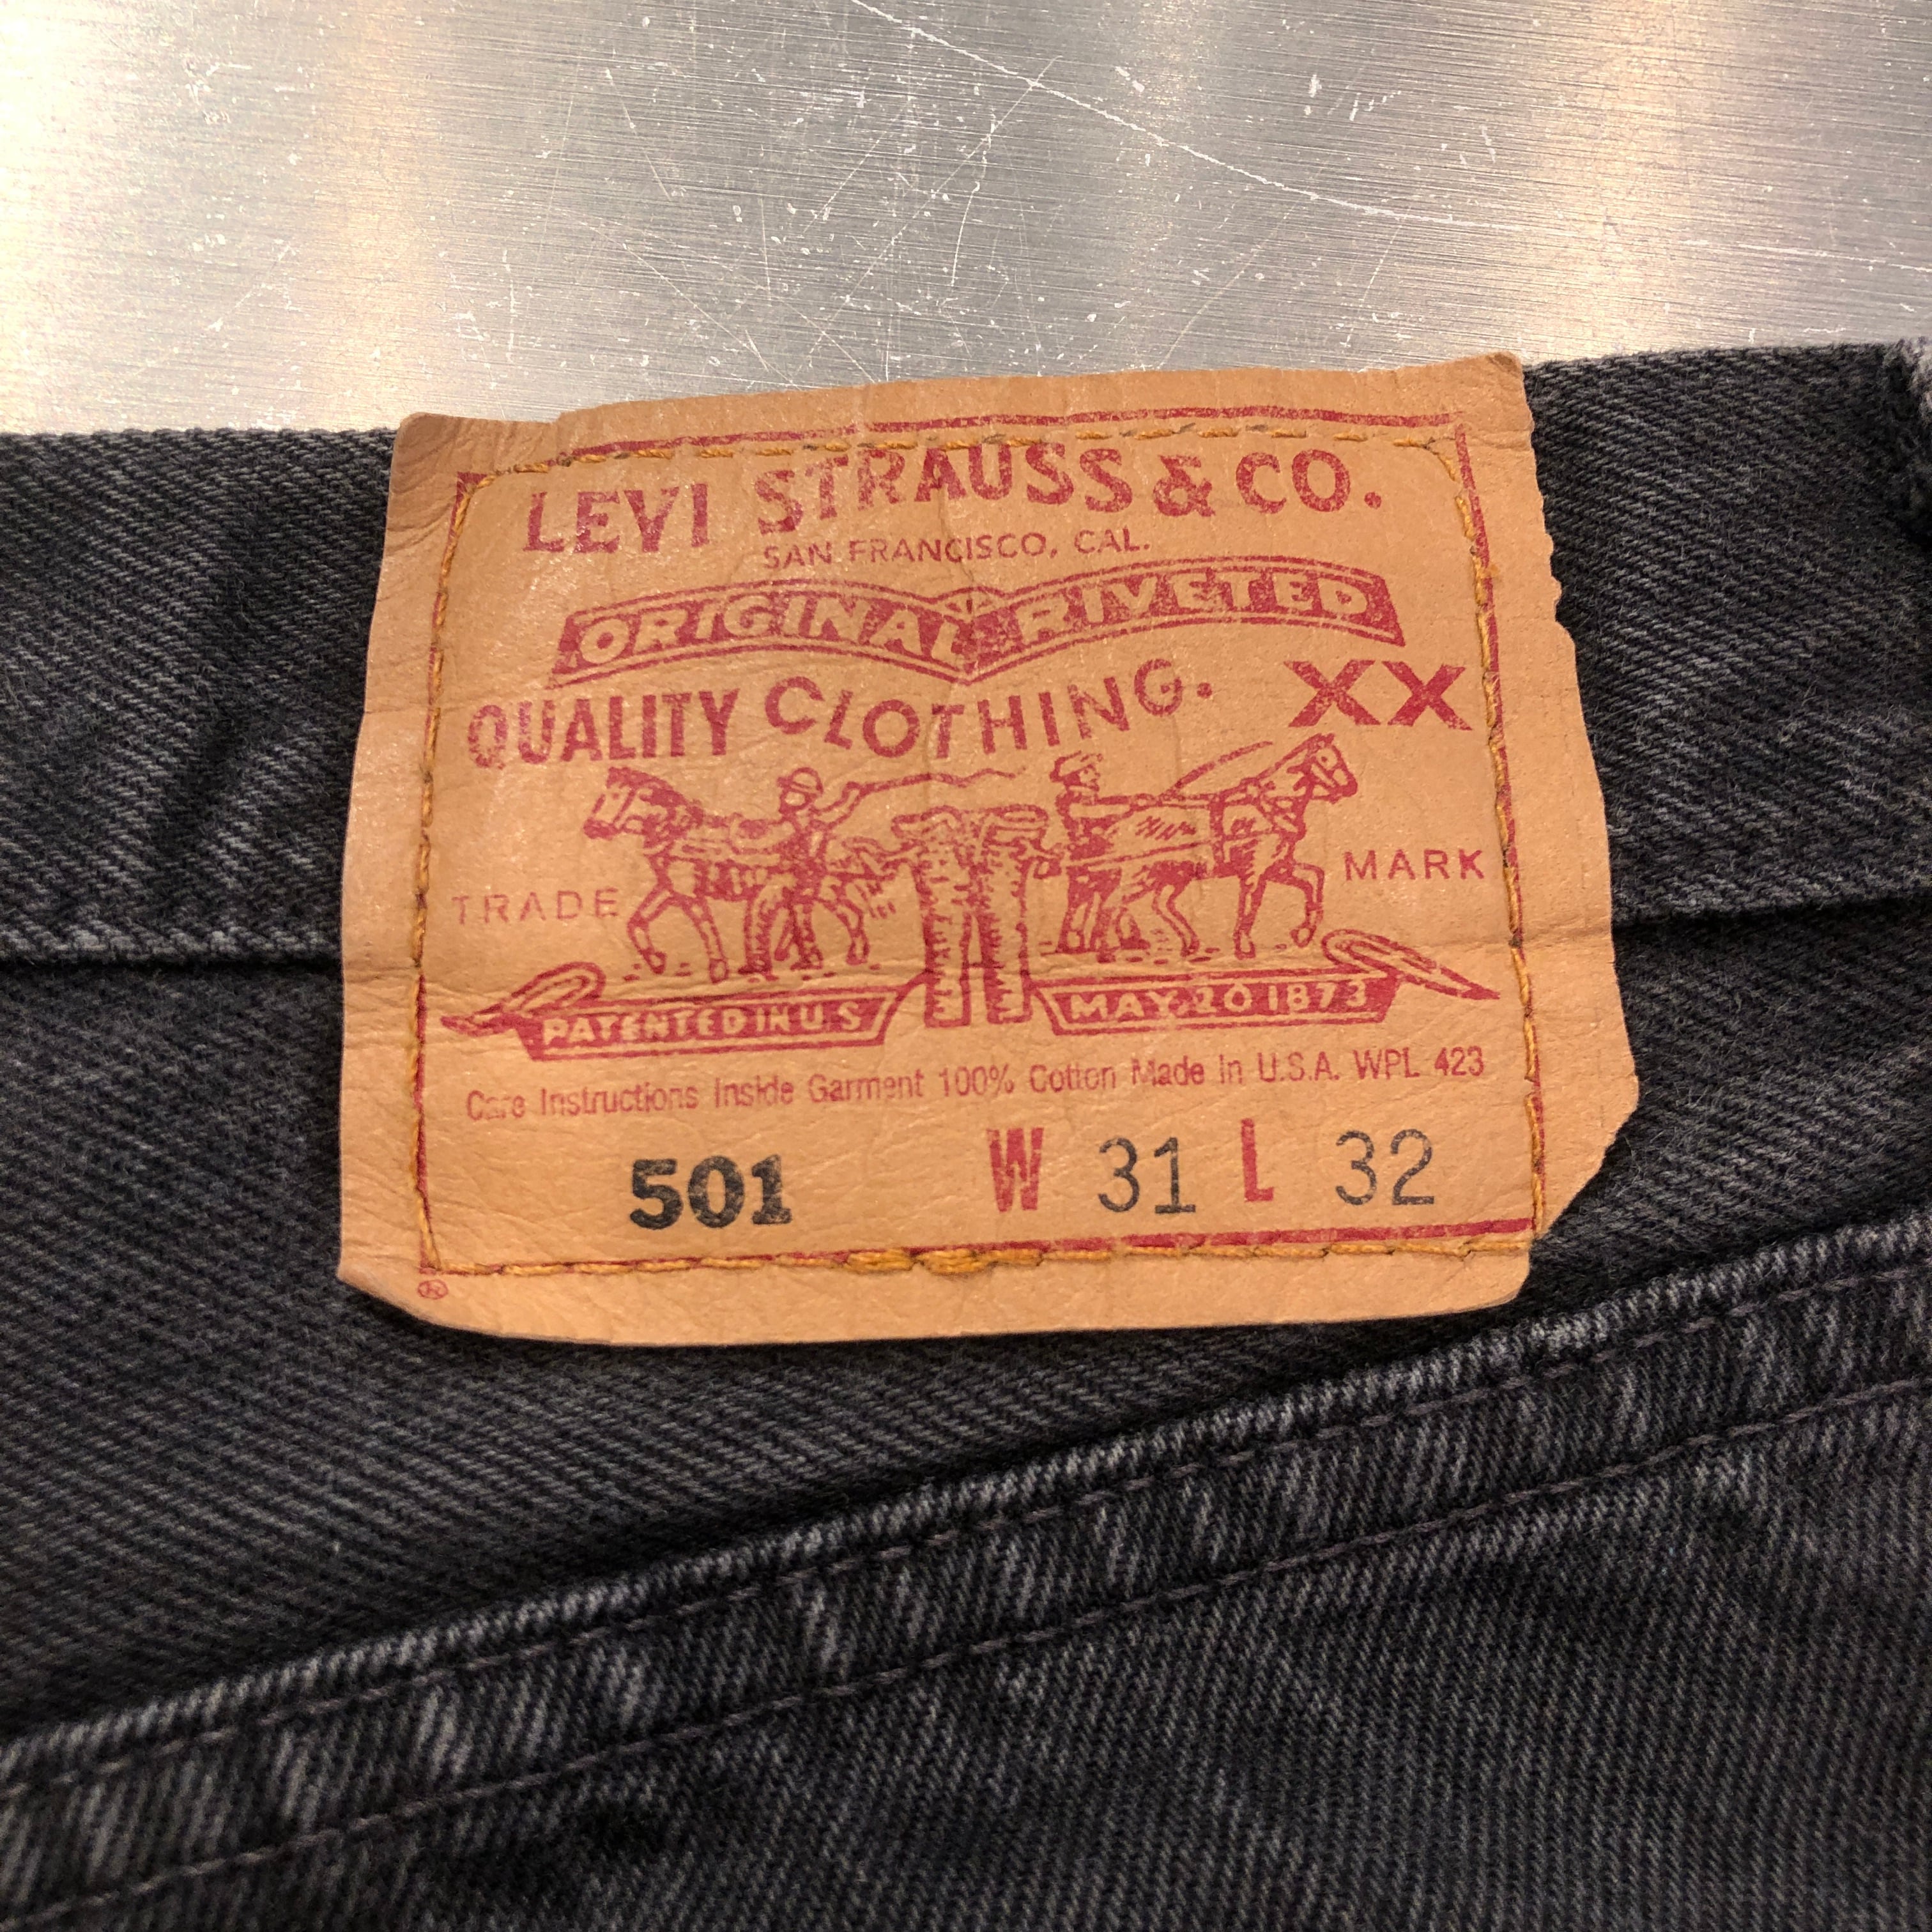 LEVI STRAUSS & CO.
SAN FRANCISCO, CAL.
ORIGINAL RIVETED
QUALITY CLOTHING. XX
TRADE MARK
PATENTED IN U.S MAY.20 1873
Care Instructions Inside Garment 100% Cotton Made in U.S.A. WPL 423
501 W 31 L 32
®